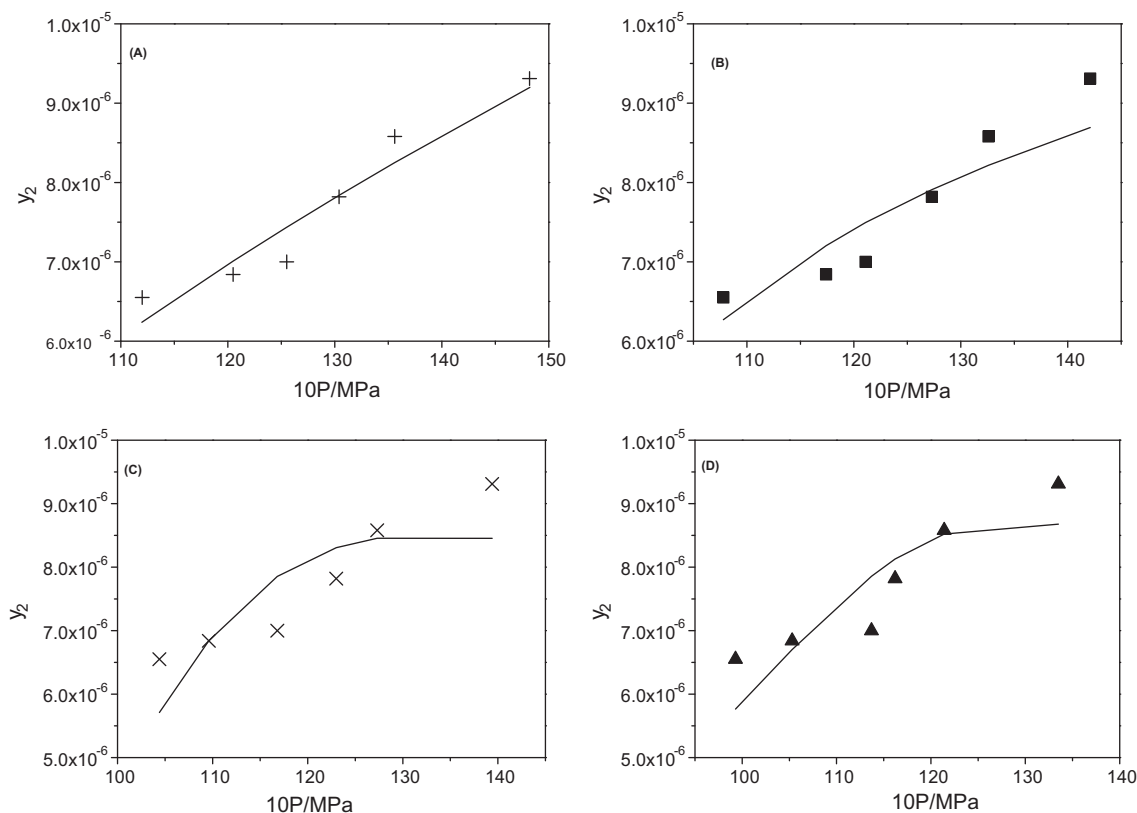 (A)
1.0x10⁻⁵
9.0x10⁻⁶
8.0x10⁻⁶
7.0x10⁻⁶
6.0x10⁻⁶
y₂
110 120 130 140 150
10P/MPa
(B)
1.0x10⁻⁵
9.0x10⁻⁶
8.0x10⁻⁶
7.0x10⁻⁶
6.0x10⁻⁶
y₂
110 120 130 140
10P/MPa
(C)
1.0x10⁻⁵
9.0x10⁻⁶
8.0x10⁻⁶
7.0x10⁻⁶
6.0x10⁻⁶
5.0x10⁻⁶
y₂
100 110 120 130 140
10P/MPa
(D)
1.0x10⁻⁵
9.0x10⁻⁶
8.0x10⁻⁶
7.0x10⁻⁶
6.0x10⁻⁶
5.0x10⁻⁶
y₂
100 110 120 130 140
10P/MPa